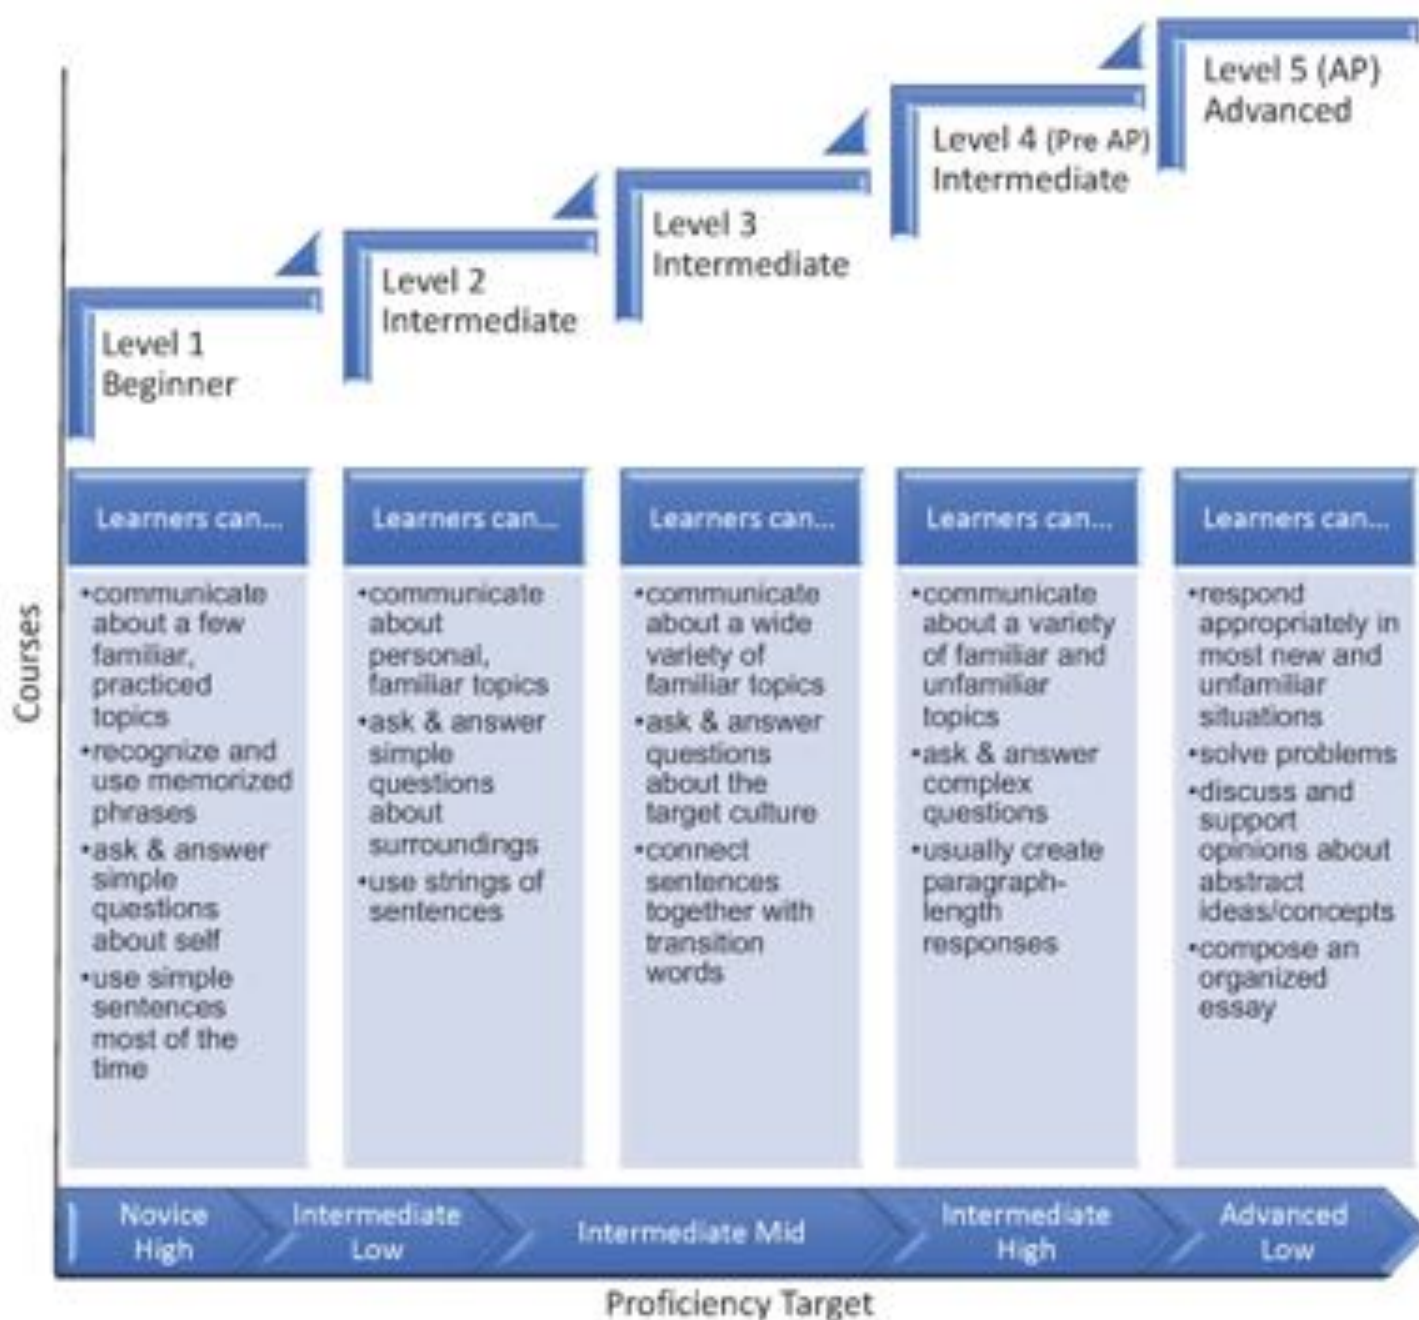 Level 5 (AP)
Advanced
Level 4 (Pre AP)
Intermediate
Level 3
Intermediate
Level 2
Intermediate
Level 1
Beginner
Courses
Learners can...
•communicate
about a few
familiar,
practiced
topics
•recognize and
use memorized
phrases
•ask & answer
simple
questions
about self
•use simple
sentences
most of the
time
Learners can...
•communicate
about
personal,
familiar topics
•ask & answer
simple
questions
about
surroundings
•use strings of
sentences
Learners can...
•communicate
about a wide
variety of
familiar topics
•ask & answer
questions
about the
target culture
•connect
sentences
together with
transition
words
Learners can...
•communicate
about a variety
of familiar and
unfamiliar
topics
•ask & answer
complex
questions
•usually create
paragraph-
length
responses
Learners can...
•respond
appropriately in
most new and
unfamiliar
situations
•solve problems
•discuss and
support
opinions about
abstract
ideas/concepts
•compose an
organized
essay
Novice
High
Intermediate
Low
Intermediate Mid
Intermediate
High
Advanced
Low
Proficiency Target